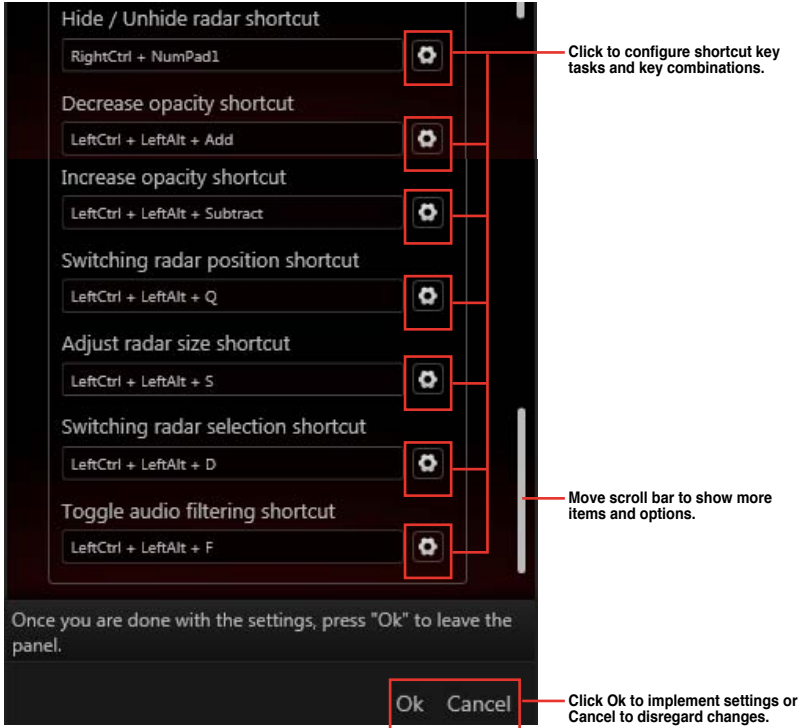 Hide / Unhide radar shortcut
RightCtrl + NumPad1
Click to configure shortcut key
tasks and key combinations.
Decrease opacity shortcut
LeftCtrl + LeftAlt + Add
Increase opacity shortcut
LeftCtrl + LeftAlt + Subtract
Switching radar position shortcut
LeftCtrl + LeftAlt + Q
Adjust radar size shortcut
LeftCtrl + LeftAlt + S
Switching radar selection shortcut
LeftCtrl + LeftAlt + D
Move scroll bar to show more
items and options.
Toggle audio filtering shortcut
LeftCtrl + LeftAlt + F
Once you are done with the settings, press "Ok" to leave the
panel.
Ok Cancel
Click Ok to implement settings or
Cancel to disregard changes.